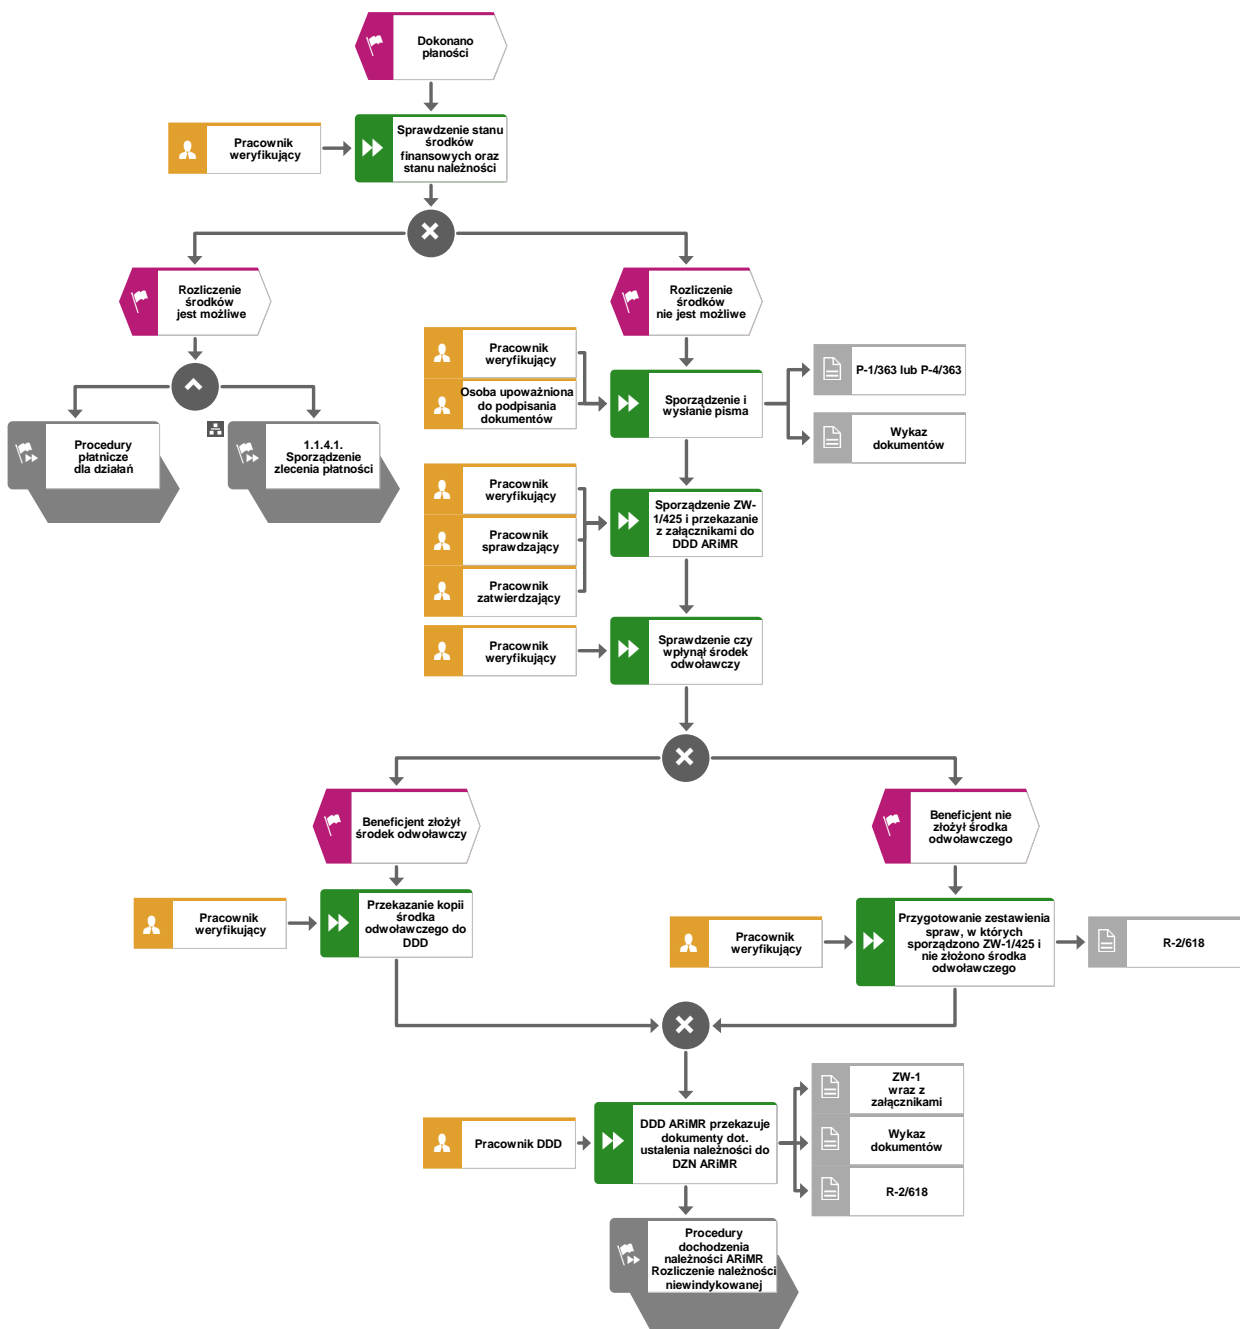 Dokonano
płaności
Pracownik
weryfikujący
Sprawdzenie stanu
środków
finansowych oraz
stanu należności
Rozliczenie
środków
jest możliwe
Rozliczenie
środków
nie jest możliwe
Pracownik
weryfikujący
Osoba upoważniona
do podpisania
dokumentów
Sporządzenie i
wysłanie pisma
P-1/363 lub P-4/363
Wykaz
dokumentów
Procedury
płatnicze
dla działań
1.1.4.1.
Sporządzenie
zlecenia płatności
Pracownik
weryfikujący
Pracownik
sprawdzający
Pracownik
zatwierdzający
Sporządzenie ZW-
1/425 i przekazanie
z załącznikami do
DDD ARiMR
Pracownik
weryfikujący
Sprawdzenie czy
wpłynął środek
odwoławczy
Beneficjent złożył
środek odwoławczy
Beneficjent nie
złożył środka
odwoławczego
Pracownik
weryfikujący
Przekazanie kopii
środka
odwoławczego do
DDD
Pracownik
weryfikujący
Przygotowanie zestawienia
spraw, w których
sporządzono ZW-1/425 i
nie złożono środka
odwoławczego
R-2/618
Pracownik DDD
DDD ARiMR przekazuje
dokumenty dot.
ustalenia należności do
DZN ARiMR
ZW-1
wraz z
załącznikami
Wykaz
dokumentów
R-2/618
Procedury
dochodzenia
należności ARiMR
Rozliczenie należności
niewindykowanej